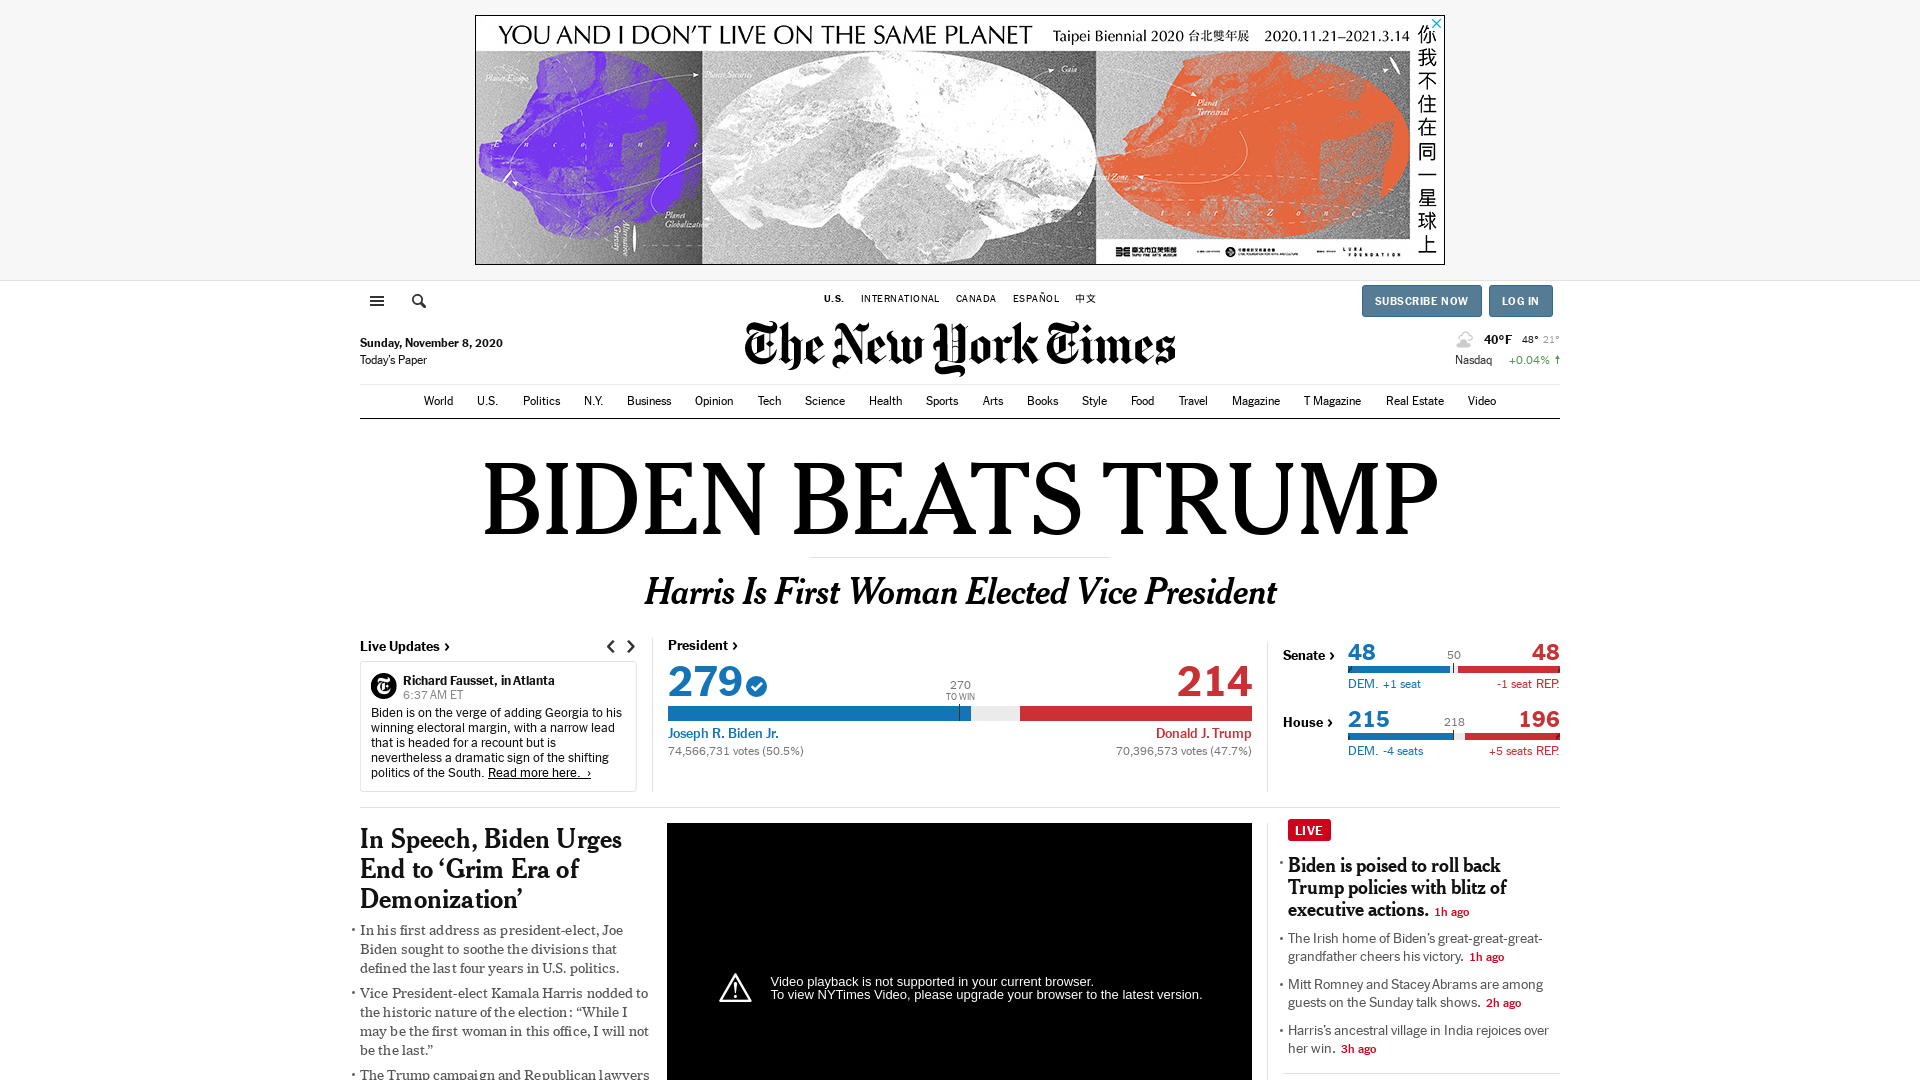 YOU AND I DON'T LIVE ON THE SAME PLANET
Taipei Biennial 2020 台北雙年展
2020.11.21–2021.3.14
你我不住在同一星球上
Planet Escape
Planet Security
Gaia
Planet Terrestrial
Planet Globalization
Alternative Gravity
臺北市立美術館
U.S.
INTERNATIONAL
CANADA
ESPAÑOL
中文
SUBSCRIBE NOW
LOG IN
Sunday, November 8, 2020
Today's Paper
The New York Times
40°F 48° 21°
Nasdaq +0.04% ↑
World U.S. Politics N.Y. Business Opinion Tech Science Health Sports Arts Books Style Food Travel Magazine T Magazine Real Estate Video
BIDEN BEATS TRUMP
Harris Is First Woman Elected Vice President
Live Updates ›
Richard Fausset, in Atlanta
6:37 AM ET
Biden is on the verge of adding Georgia to his
winning electoral margin, with a narrow lead
that is headed for a recount but is
nevertheless a dramatic sign of the shifting
politics of the South. Read more here. ›
President ›
279
270
TO WIN
214
Joseph R. Biden Jr.
Donald J. Trump
74,566,731 votes (50.5%)
70,396,573 votes (47.7%)
Senate ›
48
50
48
DEM. +1 seat
-1 seat REP.
House ›
215
218
196
DEM. -4 seats
+5 seats REP.
In Speech, Biden Urges
End to ‘Grim Era of
Demonization’
• In his first address as president-elect, Joe
Biden sought to soothe the divisions that
defined the last four years in U.S. politics.
• Vice President-elect Kamala Harris nodded to
the historic nature of the election: “While I
may be the first woman in this office, I will not
be the last.”
• The Trump campaign and Republican lawyers
Video playback is not supported in your current browser.
To view NYTimes Video, please upgrade your browser to the latest version.
LIVE
• Biden is poised to roll back
Trump policies with blitz of
executive actions. 1h ago
• The Irish home of Biden’s great-great-great-
grandfather cheers his victory. 1h ago
• Mitt Romney and Stacey Abrams are among
guests on the Sunday talk shows. 2h ago
• Harris’s ancestral village in India rejoices over
her win. 3h ago